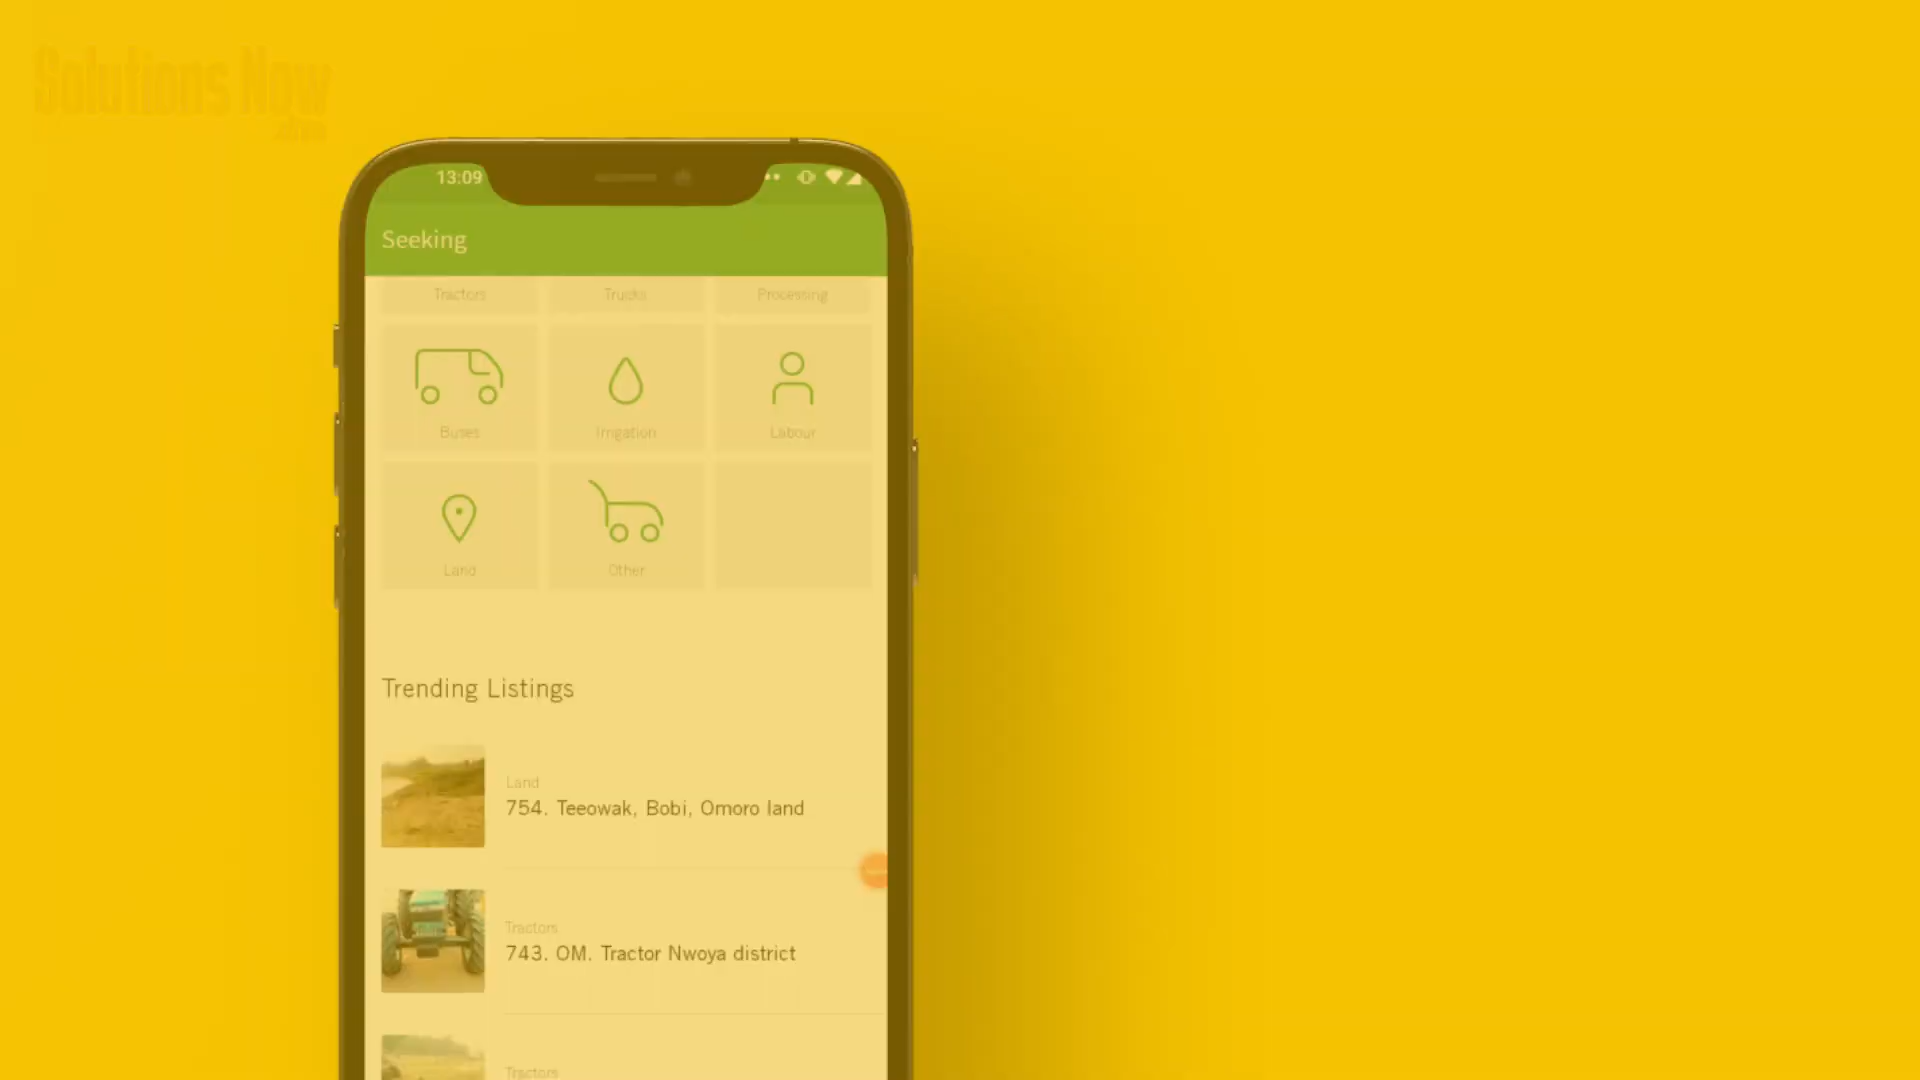 Solutions Now
13:09
Seeking
Tractors Trucks Processing
Buses Irrigation Labour
Land Other
Trending Listings
Land
754. Teeowak, Bobi, Omoro land
Tractors
743. OM. Tractor Nwoya district
Tractors